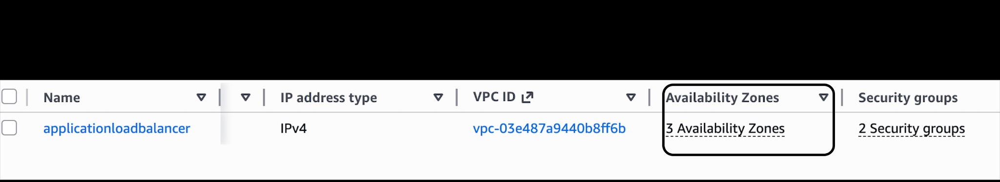 Name IP address type VPC ID Availability Zones Security groups
applicationloadbalancer IPv4 vpc-03e487a9440b8ff6b 3 Availability Zones 2 Security groups